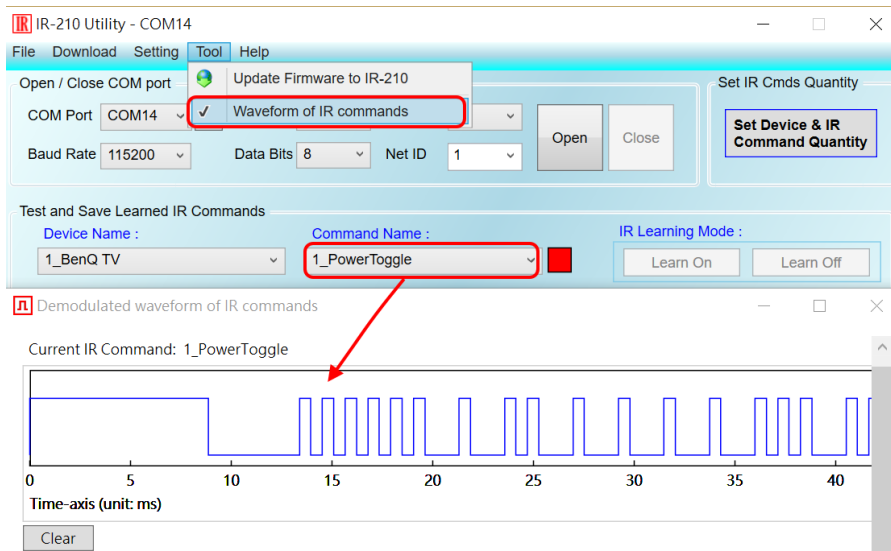 IR IR-210 Utility - COM14
File Download Setting Tool Help
Open / Close COM port
Update Firmware to IR-210
Set IR Cmds Quantity
COM Port COM14
Waveform of IR commands
Open
Close
Set Device & IR
Command Quantity
Baud Rate 115200
Data Bits 8
Net ID 1
Test and Save Learned IR Commands
Device Name :
Command Name :
IR Learning Mode :
1_BenQ TV
1_PowerToggle
Learn On
Learn Off
Demodulated waveform of IR commands
Current IR Command: 1_PowerToggle
0 5 10 15 20 25 30 35 40
Time-axis (unit: ms)
Clear